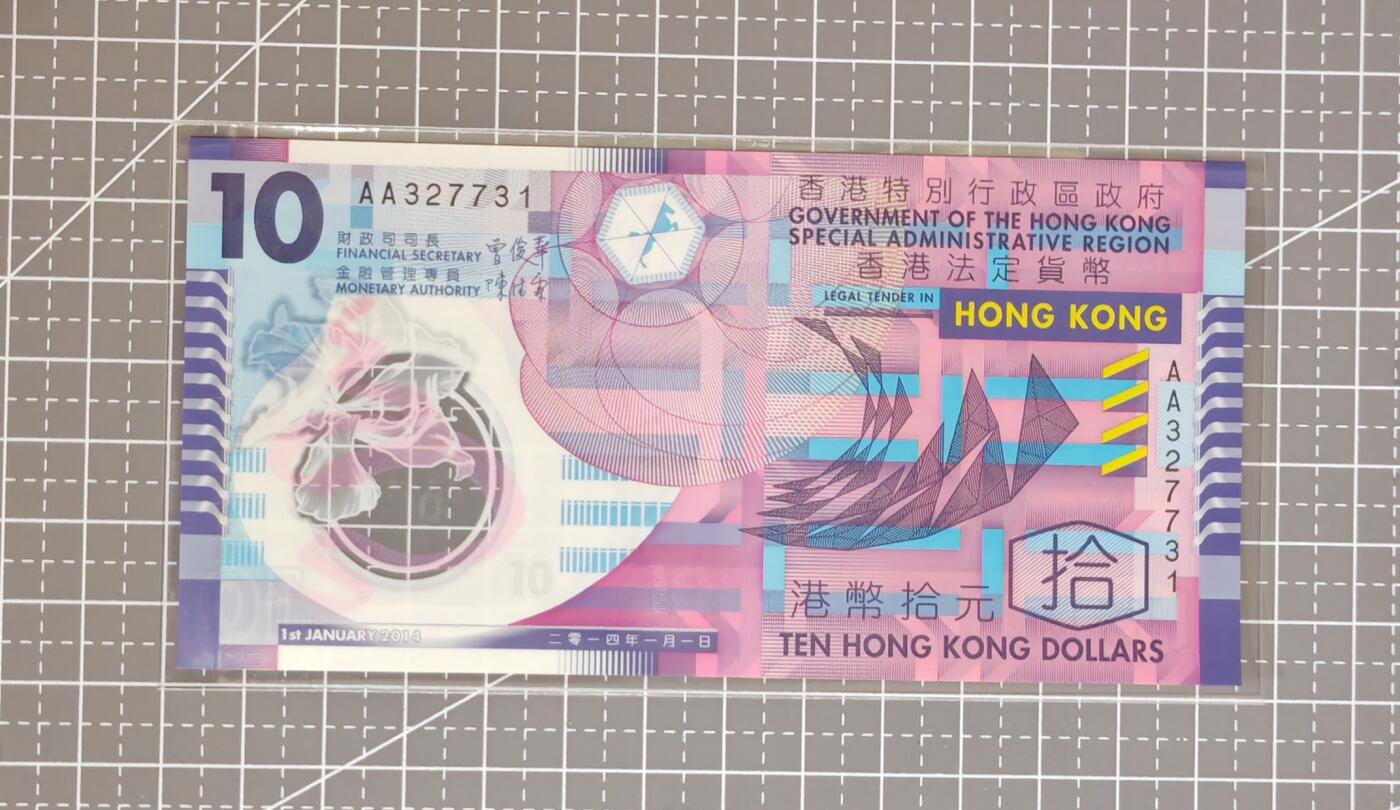 10
AA327731
財政司司長
FINANCIAL SECRETARY
曾俊華
金融管理專員
MONETARY AUTHORITY
10
1st JANUARY 2014
二零一四年一月一日
香港特別行政區政府
GOVERNMENT OF THE HONG KONG
SPECIAL ADMINISTRATIVE REGION
香港法定貨幣
LEGAL TENDER IN
HONG KONG
AA327731
港幣拾元
拾
TEN HONG KONG DOLLARS